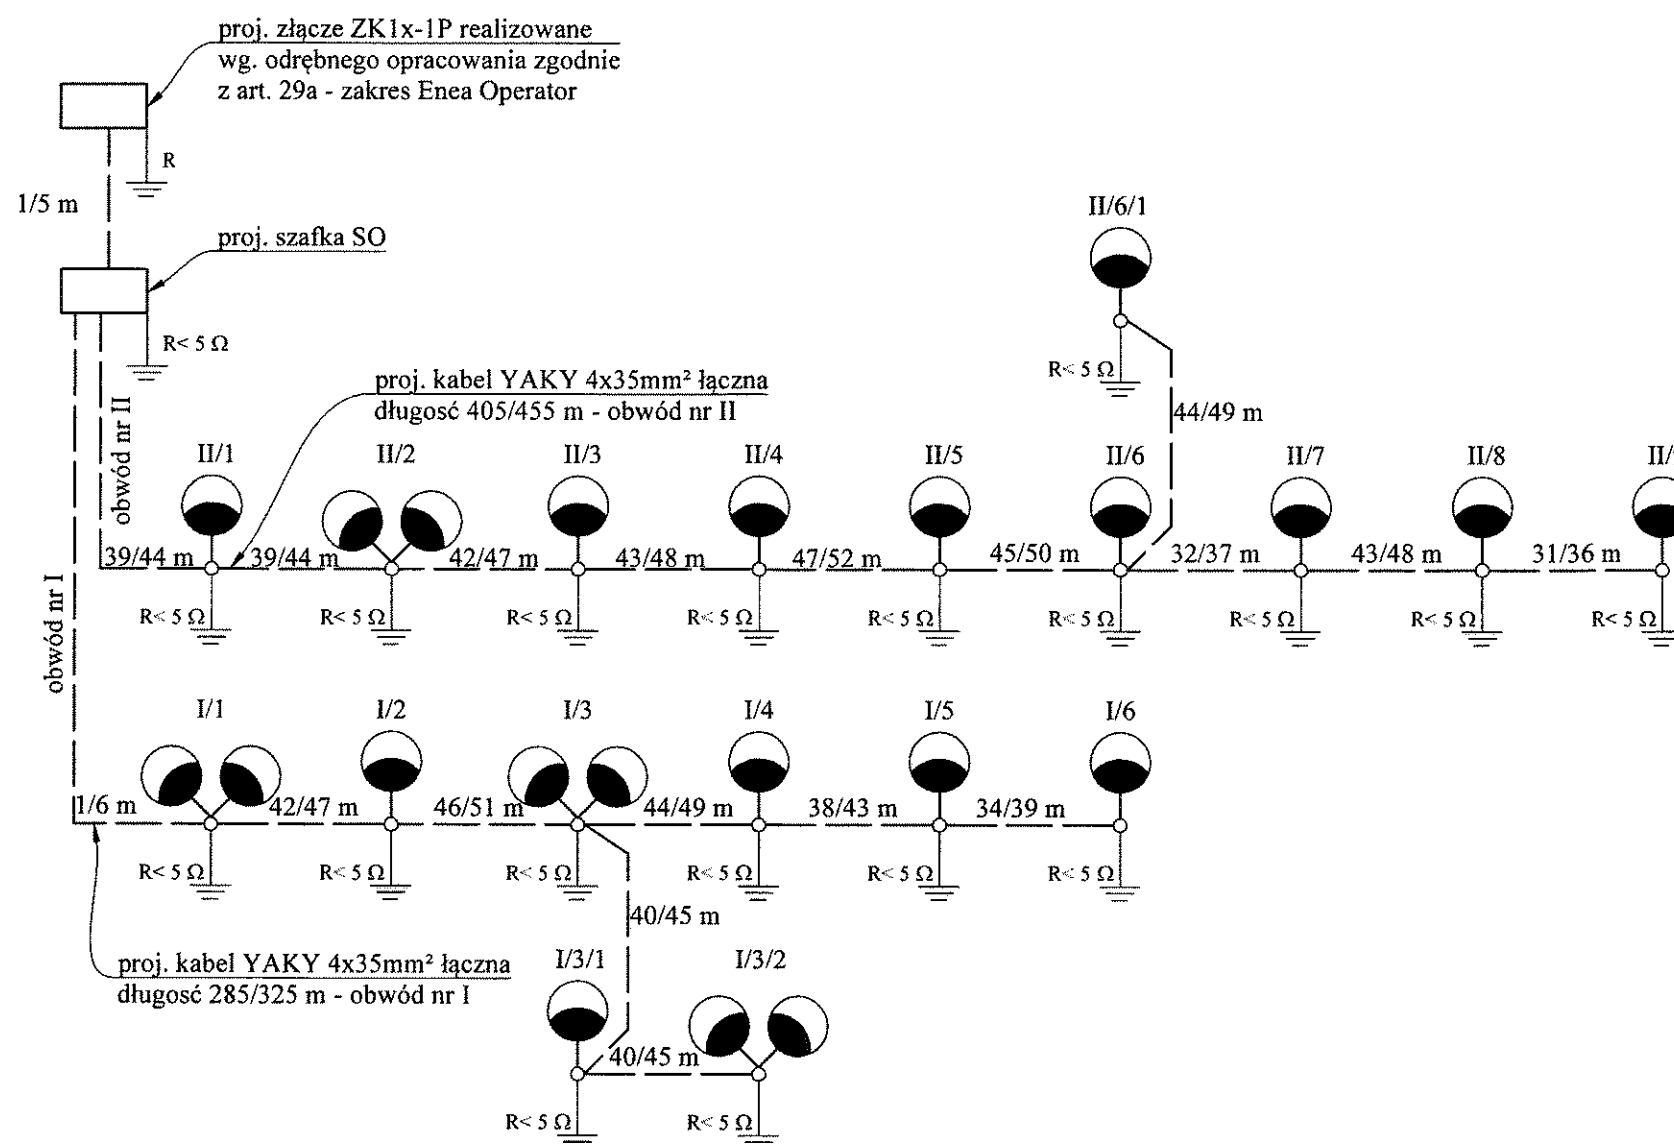 proj. złącze ZK1x-1P realizowane
wg. odrębnego opracowania zgodnie
z art. 29a - zakres Enea Operator
R
1/5 m
proj. szafka SO
R< 5 Ω
II/6/1
R< 5 Ω
44/49 m
proj. kabel YAKY 4x35mm² łączna
długosć 405/455 m - obwód nr II
obwód nr II
obwód nr I
II/1 II/2 II/3 II/4 II/5 II/6 II/7 II/8
39/44 m 39/44 m 42/47 m 43/48 m 47/52 m 45/50 m 32/37 m 43/48 m 31/36 m
R< 5 Ω R< 5 Ω R< 5 Ω R< 5 Ω R< 5 Ω R< 5 Ω R< 5 Ω R< 5 Ω R< 5 Ω
I/1 I/2 I/3 I/4 I/5 I/6
1/6 m 42/47 m 46/51 m 44/49 m 38/43 m 34/39 m
R< 5 Ω R< 5 Ω R< 5 Ω R< 5 Ω R< 5 Ω R< 5 Ω
40/45 m
proj. kabel YAKY 4x35mm² łączna
długosć 285/325 m - obwód nr I
I/3/1 I/3/2
40/45 m
R< 5 Ω R< 5 Ω